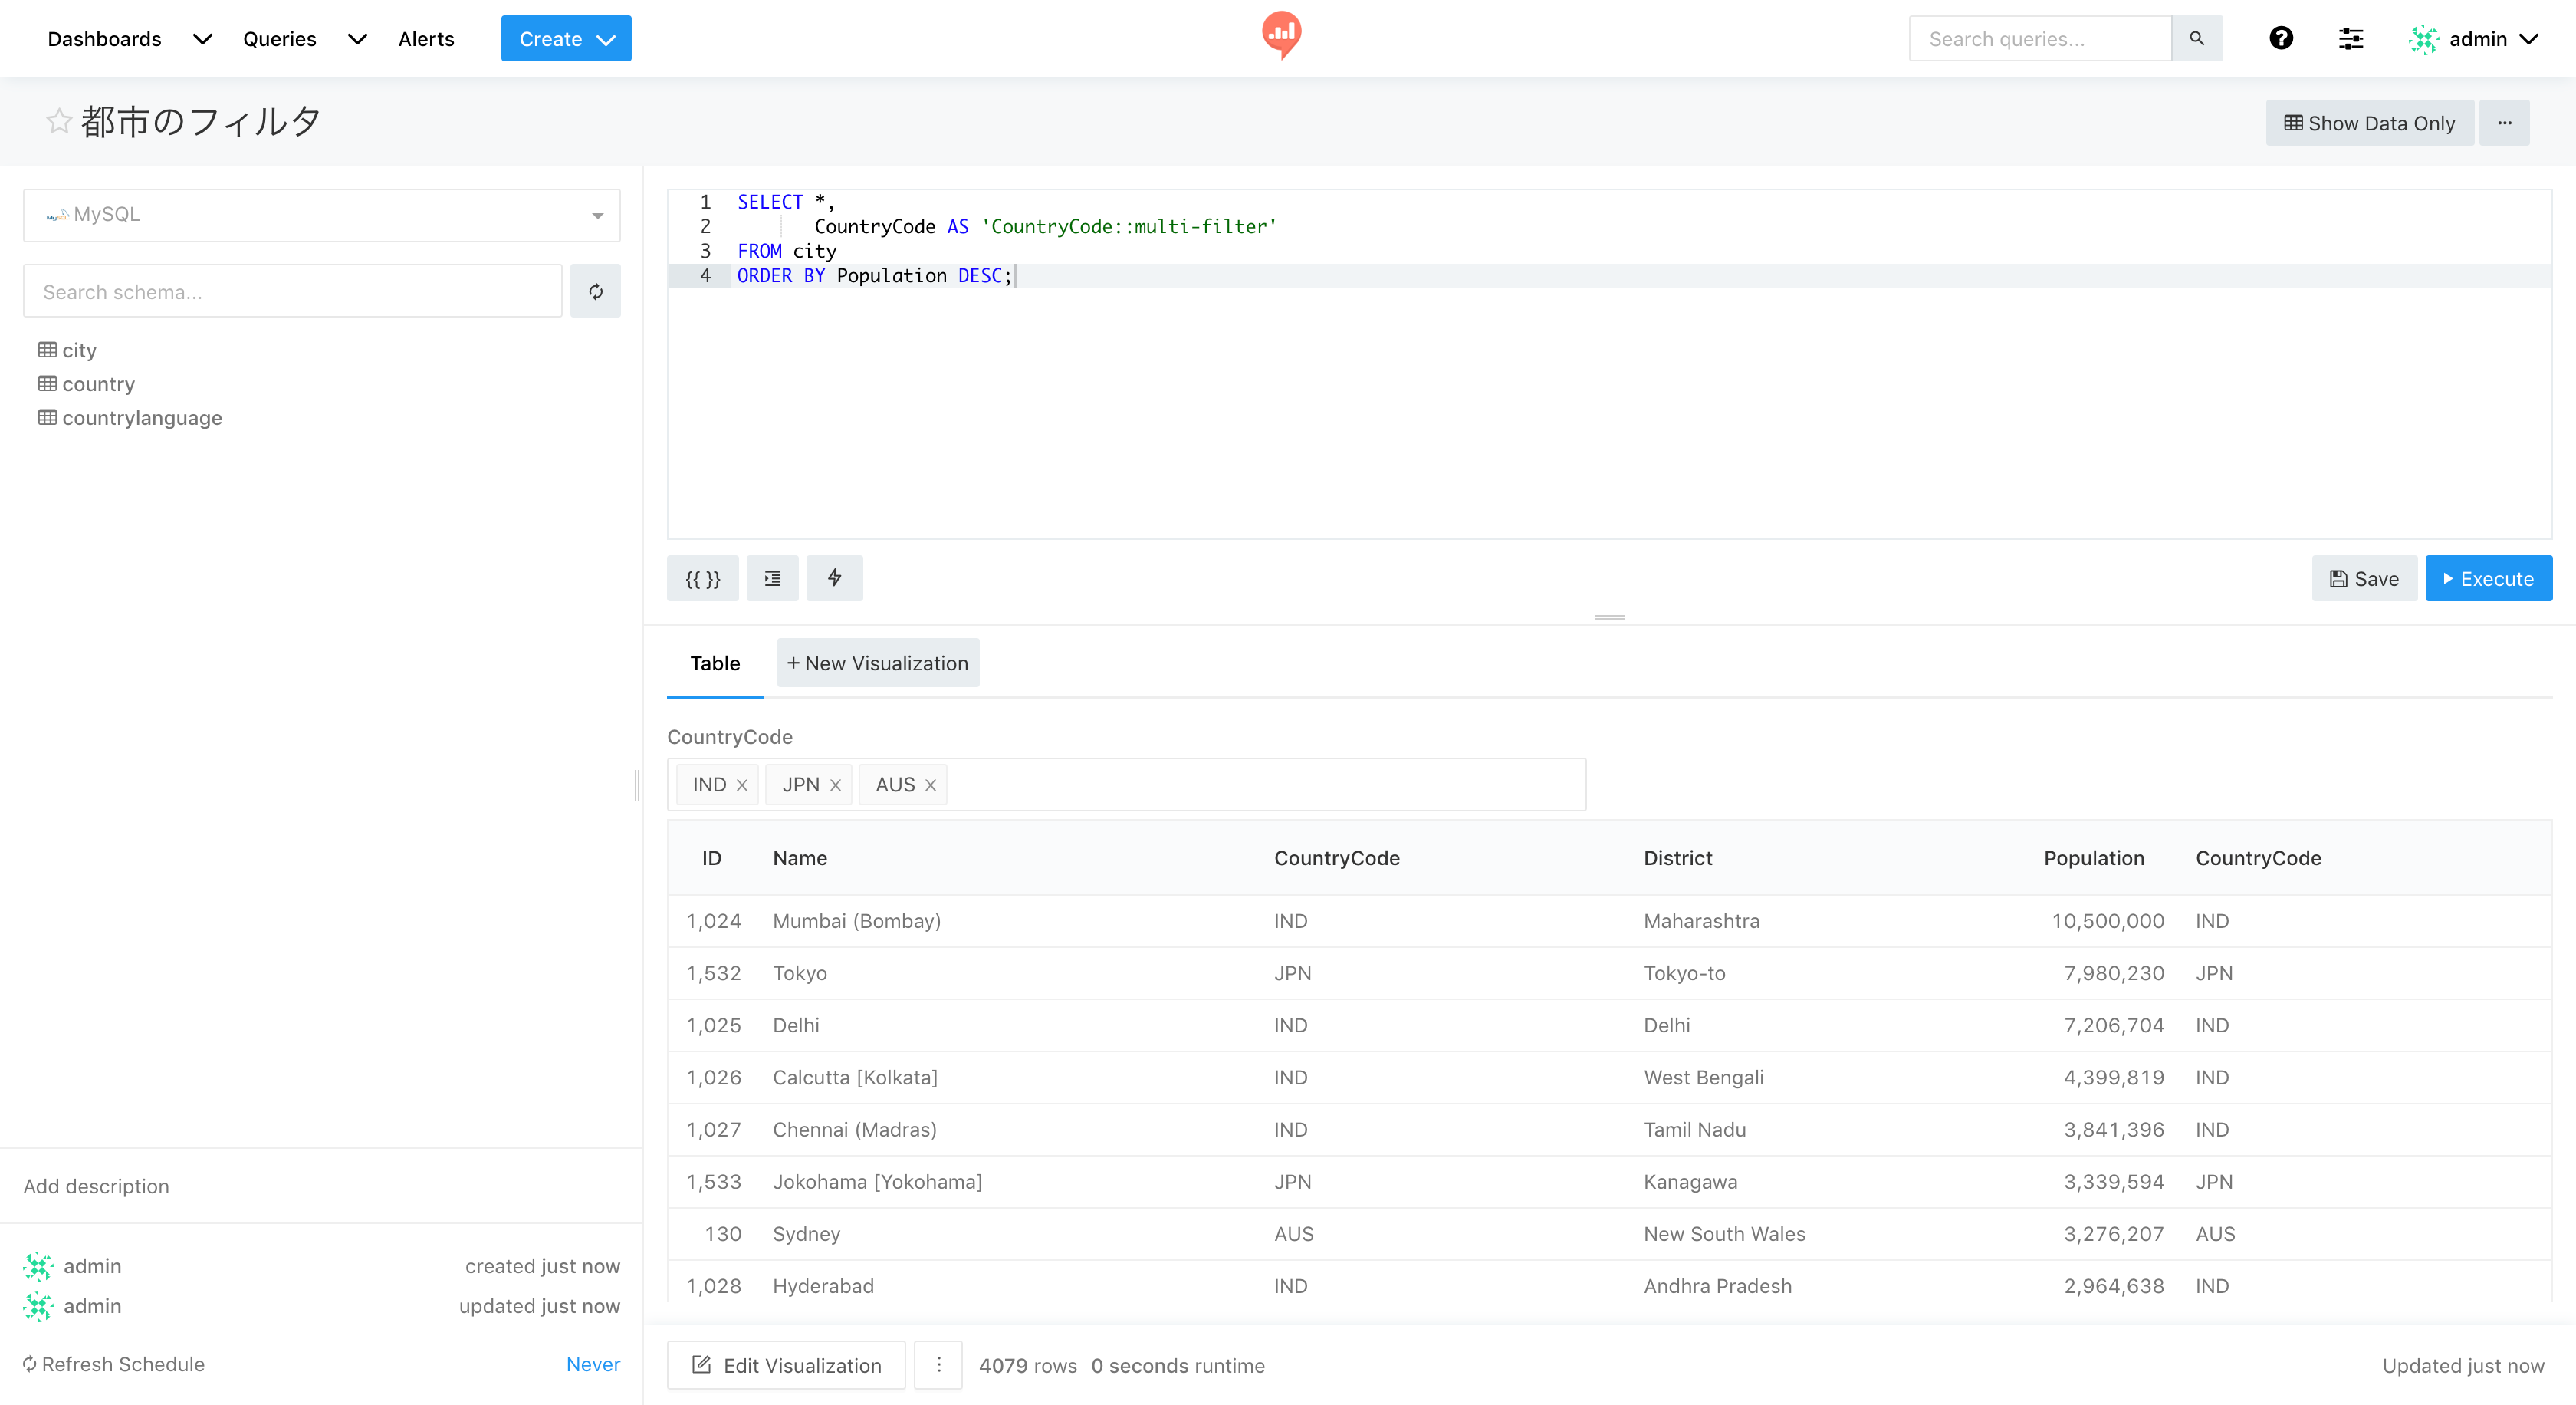 Dashboards Queries Alerts Create Search queries... admin
都市のフィルタ Show Data Only
MySQL
Search schema...
city
country
countrylanguage
1 SELECT *,
2 CountryCode AS 'CountryCode::multi-filter'
3 FROM city
4 ORDER BY Population DESC;
{{ }} Save Execute
Table + New Visualization
CountryCode
IND JPN AUS
ID Name CountryCode District Population CountryCode
1,024 Mumbai (Bombay) IND Maharashtra 10,500,000 IND
1,532 Tokyo JPN Tokyo-to 7,980,230 JPN
1,025 Delhi IND Delhi 7,206,704 IND
1,026 Calcutta [Kolkata] IND West Bengali 4,399,819 IND
1,027 Chennai (Madras) IND Tamil Nadu 3,841,396 IND
1,533 Jokohama [Yokohama] JPN Kanagawa 3,339,594 JPN
130 Sydney AUS New South Wales 3,276,207 AUS
1,028 Hyderabad IND Andhra Pradesh 2,964,638 IND
Add description
admin created just now
admin updated just now
Refresh Schedule Never
Edit Visualization 4079 rows 0 seconds runtime Updated just now